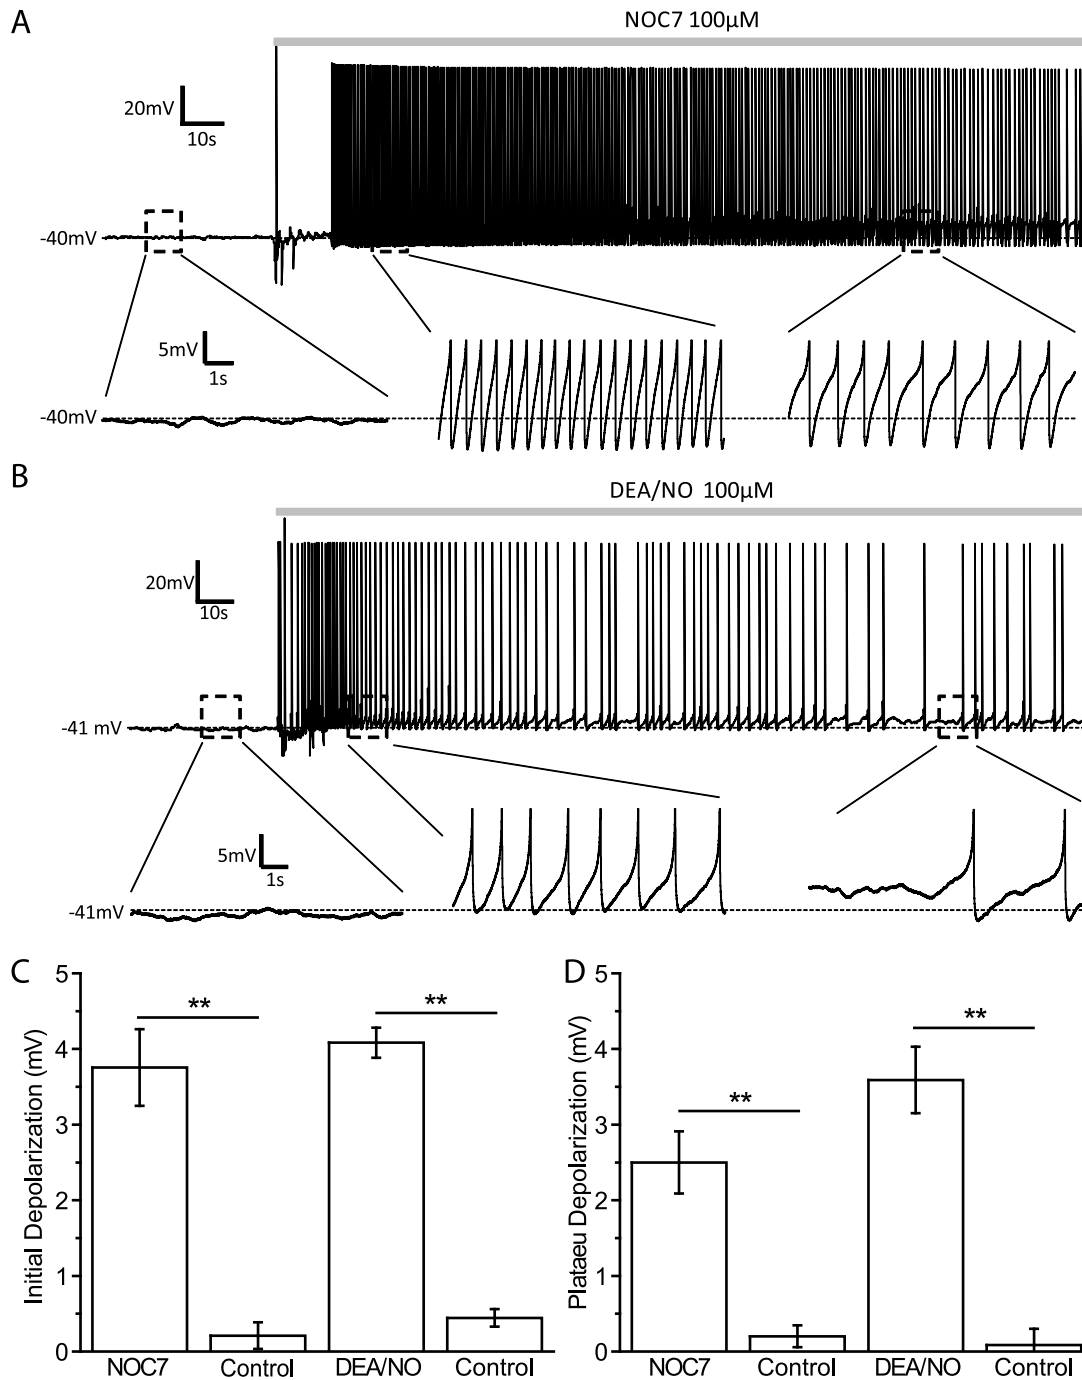 A
NOC7 100µM
20mV
10s
-40mV
5mV
1s
-40mV
B
DEA/NO 100µM
20mV
10s
-41 mV
5mV
1s
-41mV
C
5
4
3
2
1
0
Initial Depolarization (mV)
**
**
NOC7 Control DEA/NO Control
D
5
4
3
2
1
0
Plataeu Depolarization (mV)
**
**
NOC7 Control DEA/NO Control